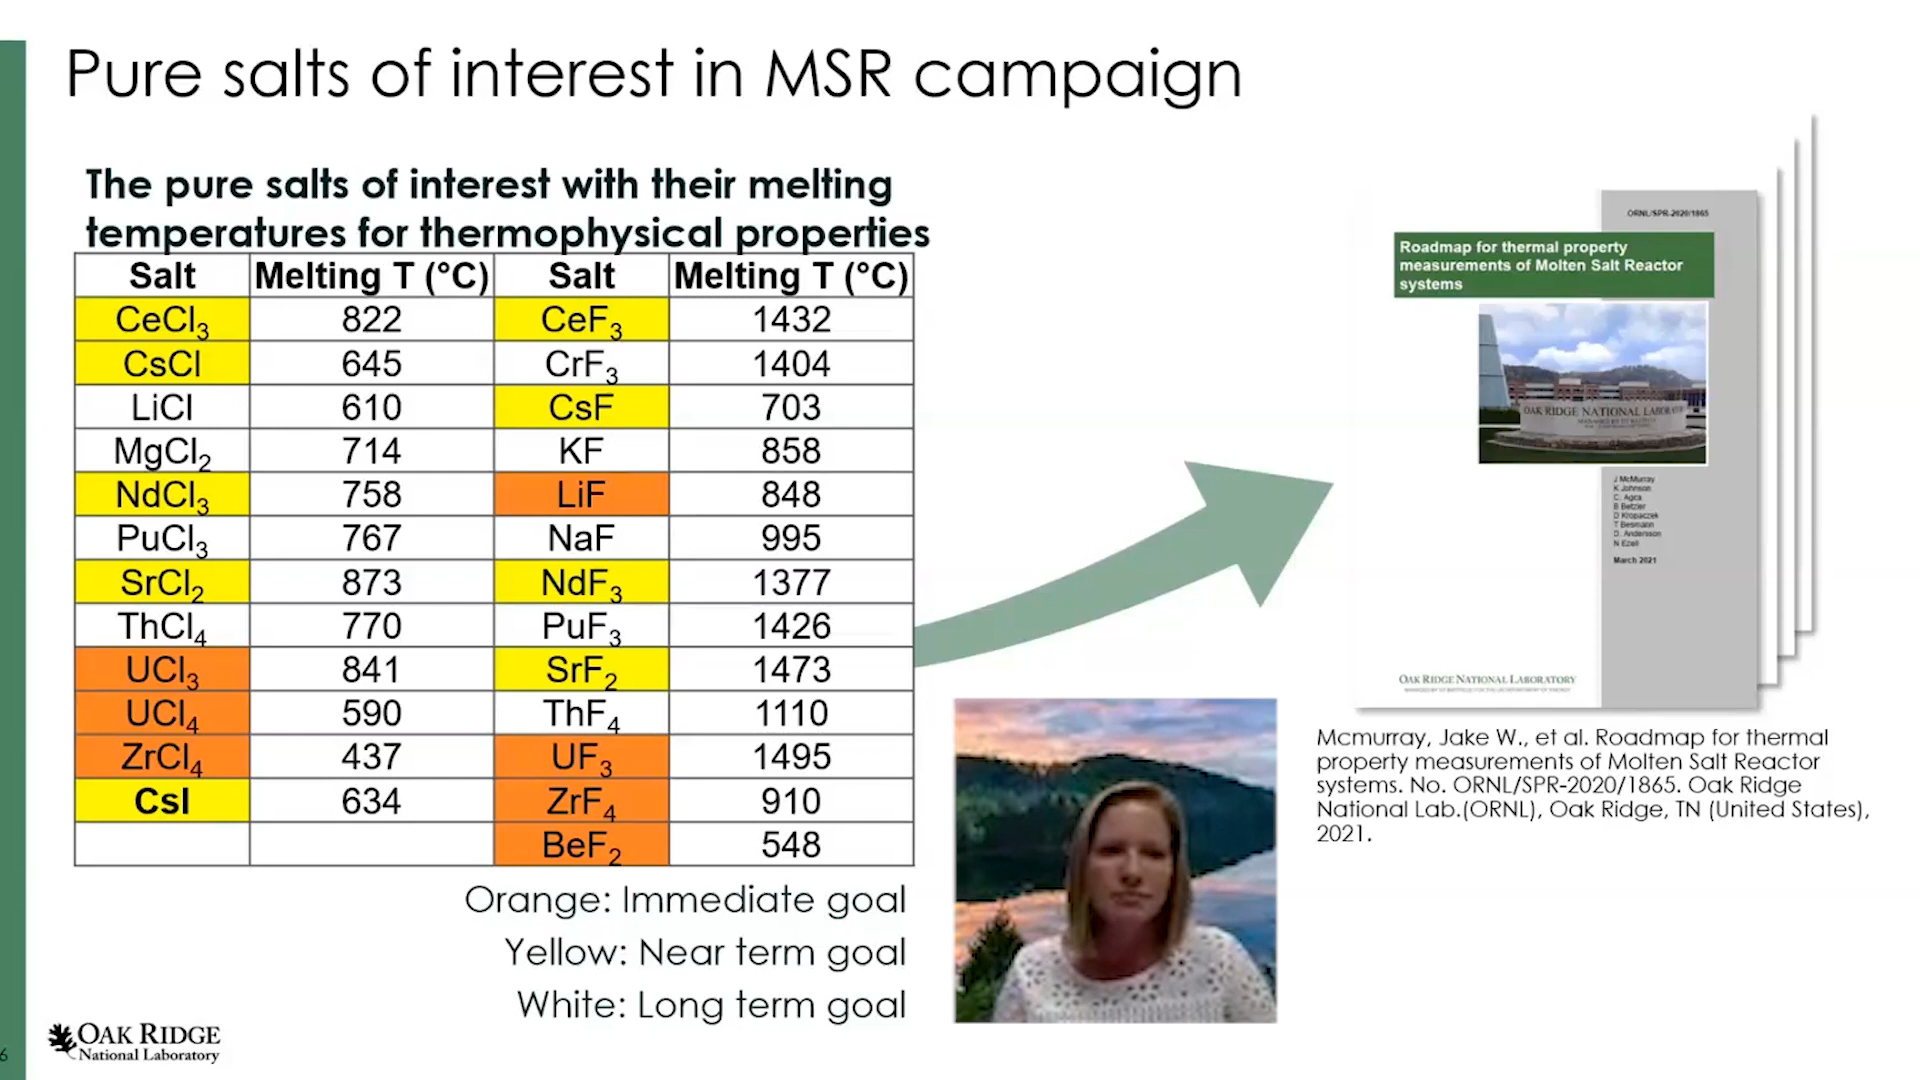 Pure salts of interest in MSR campaign
The pure salts of interest with their melting
temperatures for thermophysical properties
Salt Melting T (°C) Salt Melting T (°C)
CeCl3 822 CeF3 1432
CsCl 645 CrF3 1404
LiCl 610 CsF 703
MgCl2 714 KF 858
NdCl3 758 LiF 848
PuCl3 767 NaF 995
SrCl2 873 NdF3 1377
ThCl4 770 PuF3 1426
UCl3 841 SrF2 1473
UCl4 590 ThF4 1110
ZrCl4 437 UF3 1495
CsI 634 ZrF4 910
BeF2 548
Orange: Immediate goal
Yellow: Near term goal
White: Long term goal
OAK RIDGE
National Laboratory
6
ORNL/SPR-2020/1865
Roadmap for thermal property
measurements of Molten Salt Reactor
systems
OAK RIDGE NATIONAL LABORATORY
J McMurray
K Johnson
C. Agca
B Betzler
D Kropaczek
T Besmann
D. Andersson
N Ezell
March 2021
OAK RIDGE NATIONAL LABORATORY
Mcmurray, Jake W., et al. Roadmap for thermal
property measurements of Molten Salt Reactor
systems. No. ORNL/SPR-2020/1865. Oak Ridge
National Lab.(ORNL), Oak Ridge, TN (United States),
2021.